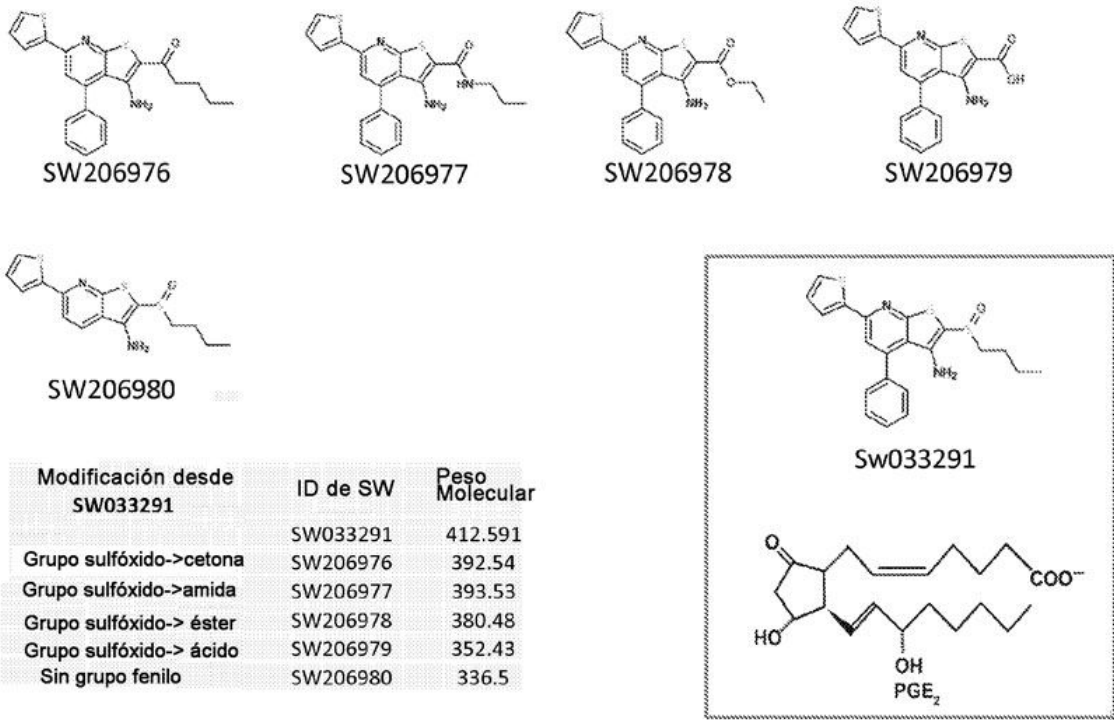 S N S O NH₂
S N S O HN NH₂
S N S O O NH₂
S N S O OH NH₂
SW206976 SW206977 SW206978 SW206979
S N S S O NH₂
SW206980
S N S S O NH₂
Sw033291
Modificación desde SW033291 ID de SW Peso Molecular
SW033291 412.591
Grupo sulfóxido->cetona SW206976 392.54
Grupo sulfóxido->amida SW206977 393.53
Grupo sulfóxido-> éster SW206978 380.48
Grupo sulfóxido-> ácido SW206979 352.43
Sin grupo fenilo SW206980 336.5
O COO⁻
HO OH
PGE₂